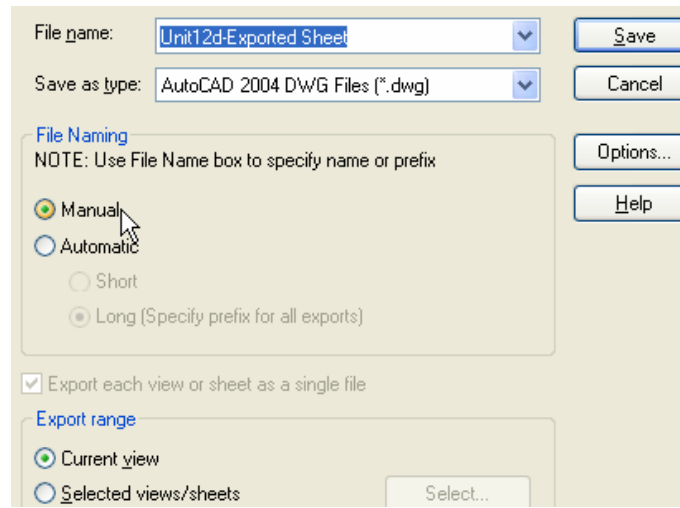 File name: Unit12d-Exported Sheet Save
Save as type: AutoCAD 2004 DWG Files (*.dwg) Cancel
File Naming
NOTE: Use File Name box to specify name or prefix Options...
Manual Help
Automatic
Short
Long (Specify prefix for all exports)
Export each view or sheet as a single file
Export range
Current view
Selected views/sheets Select...